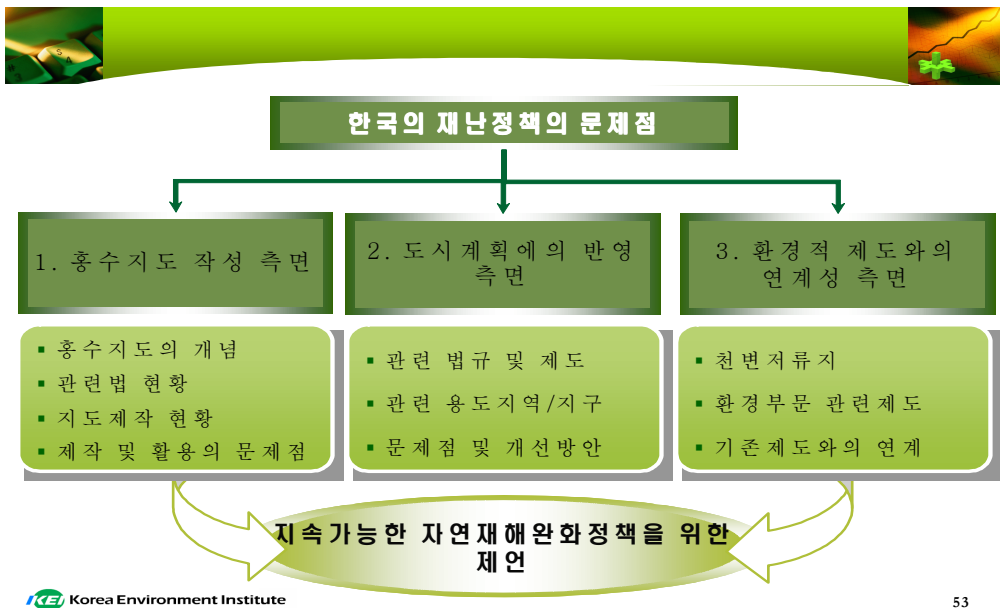 한국의 재난정책의 문제점
1. 홍수지도 작성 측면
2. 도시계획에의 반영
측면
3. 환경적 제도와의
연계성 측면
▪ 홍수지도의 개념
▪ 관련법 현황
▪ 지도제작 현황
▪ 제작 및 활용의 문제점
▪ 관련 법규 및 제도
▪ 관련 용도지역/지구
▪ 문제점 및 개선방안
▪ 천변저류지
▪ 환경부문 관련제도
▪ 기존제도와의 연계
지속가능한 자연재해완화정책을 위한
제언
KEI Korea Environment Institute
53